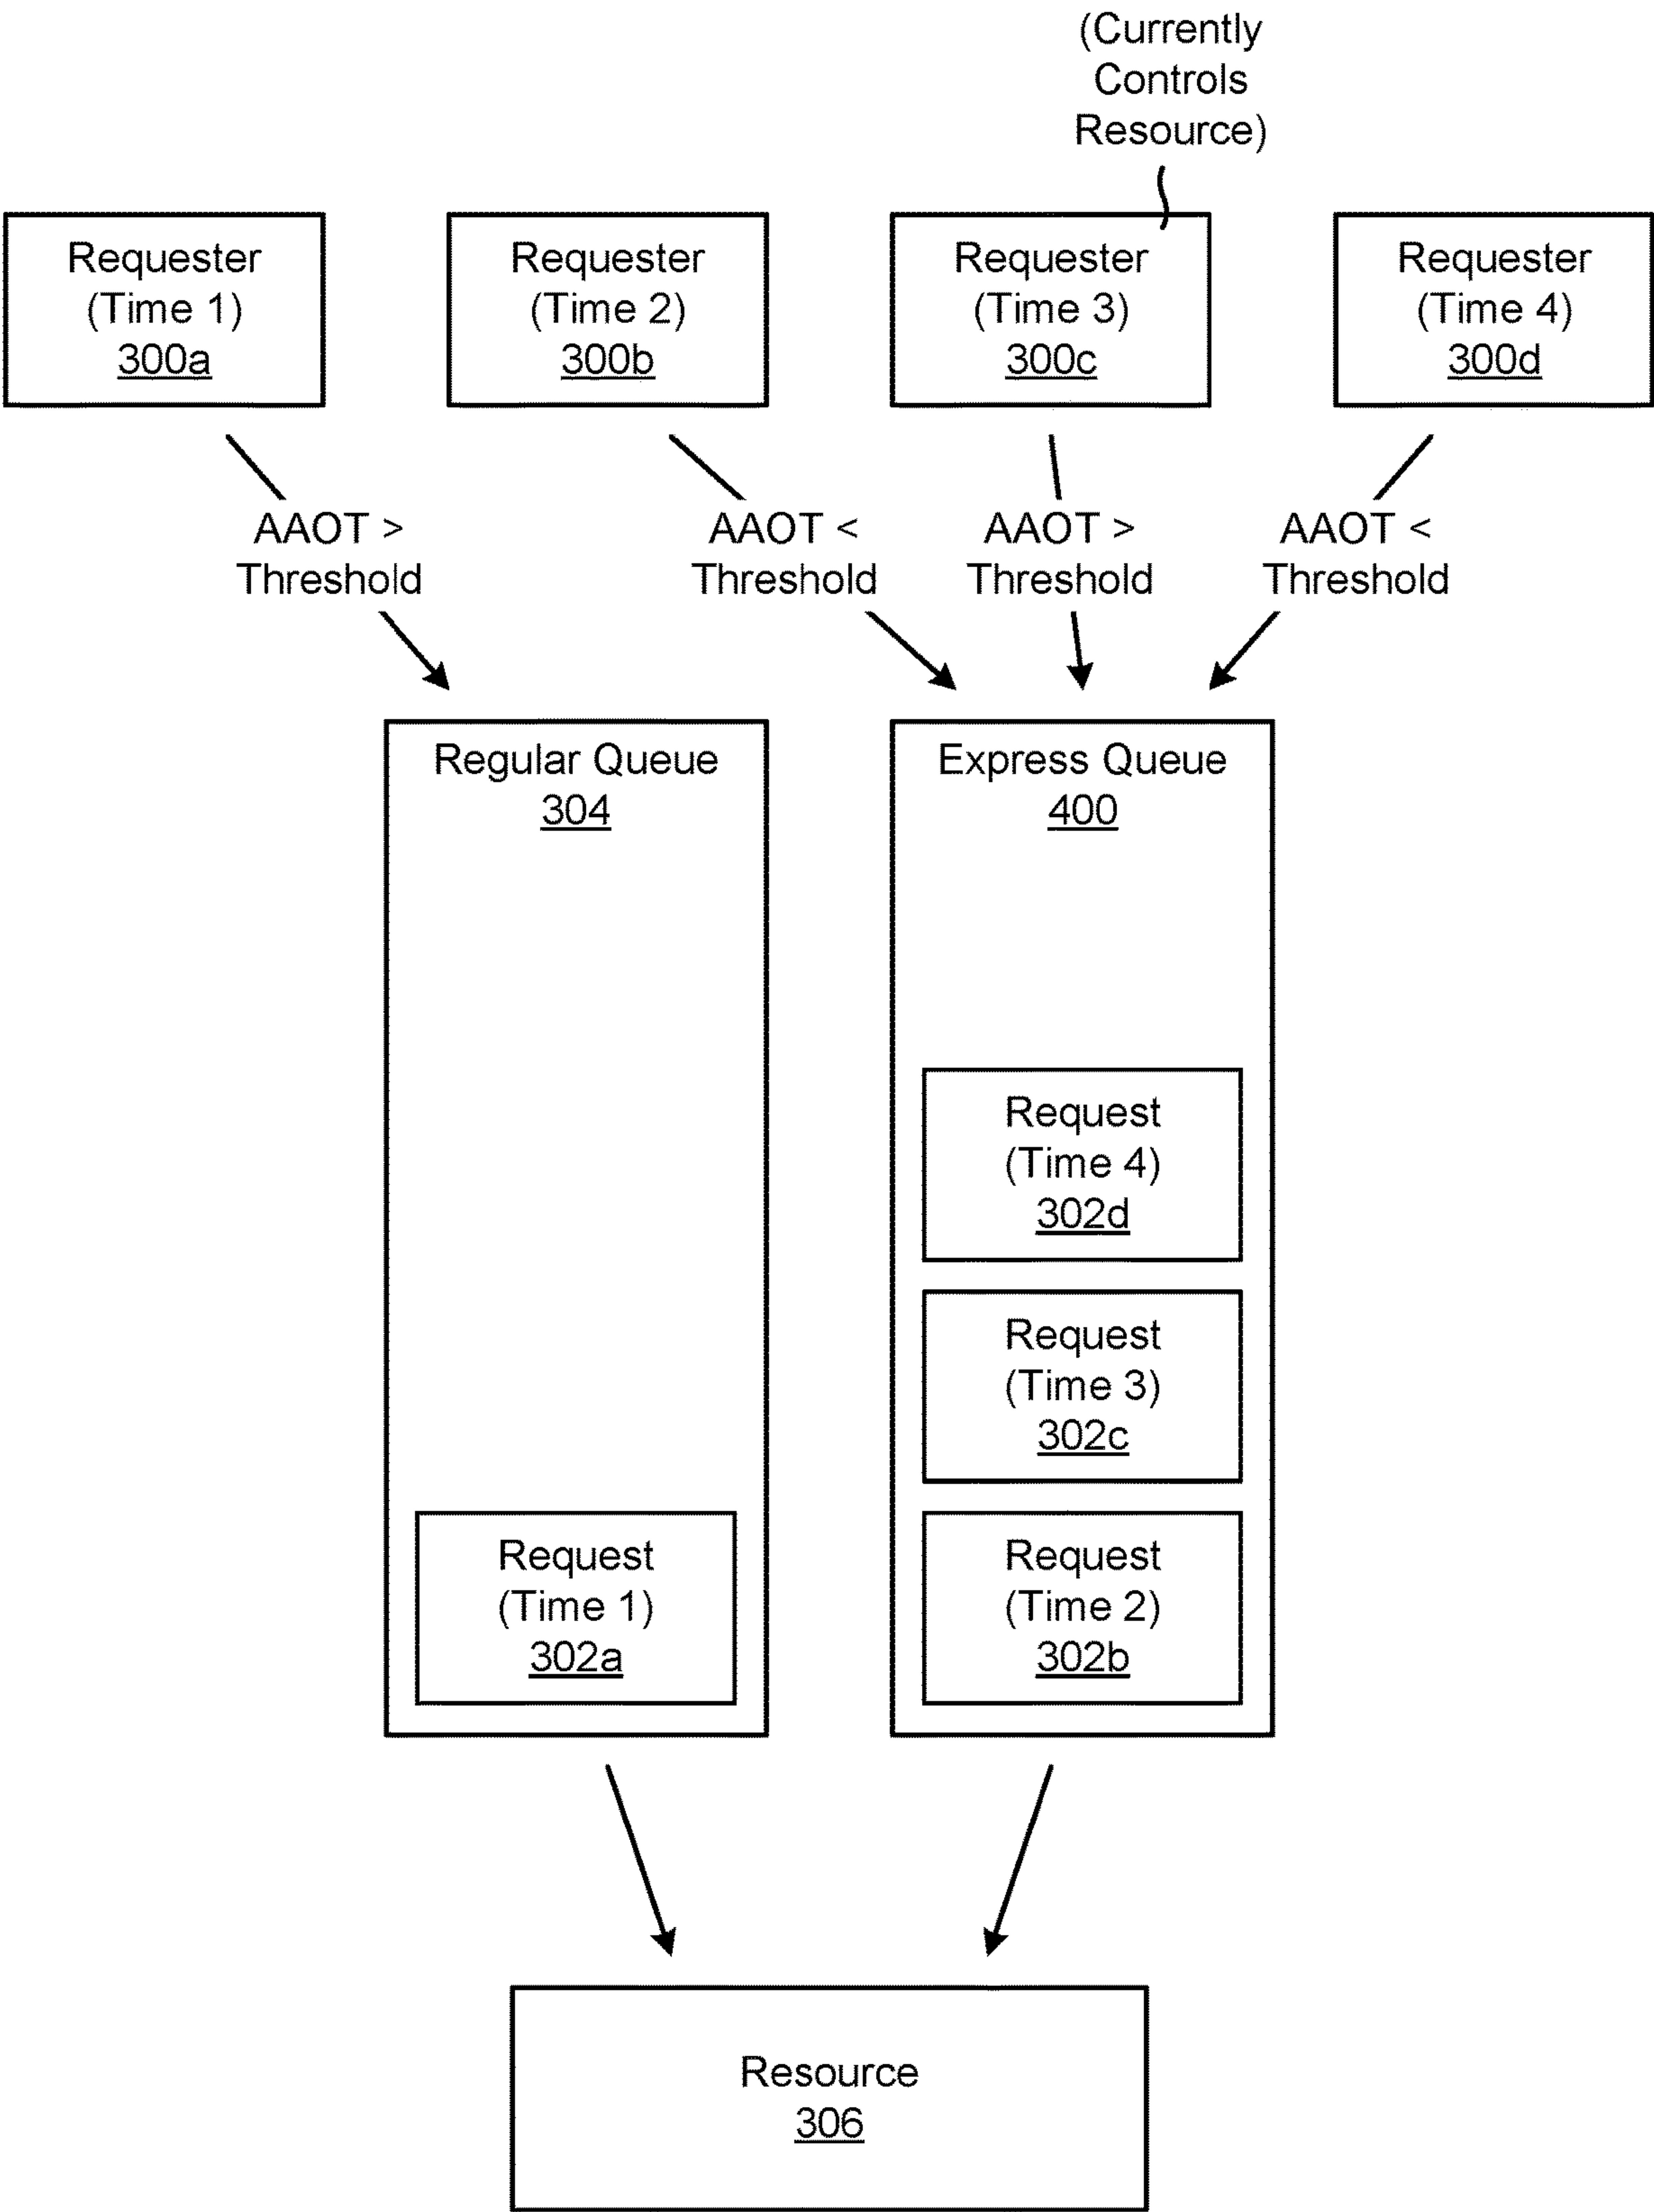 (Currently
Controls
Resource)
Requester
(Time 1)
300a
Requester
(Time 2)
300b
Requester
(Time 3)
300c
Requester
(Time 4)
300d
AAOT >
Threshold
AAOT <
Threshold
AAOT >
Threshold
AAOT <
Threshold
Regular Queue
304
Request
(Time 1)
302a
Express Queue
400
Request
(Time 4)
302d
Request
(Time 3)
302c
Request
(Time 2)
302b
Resource
306